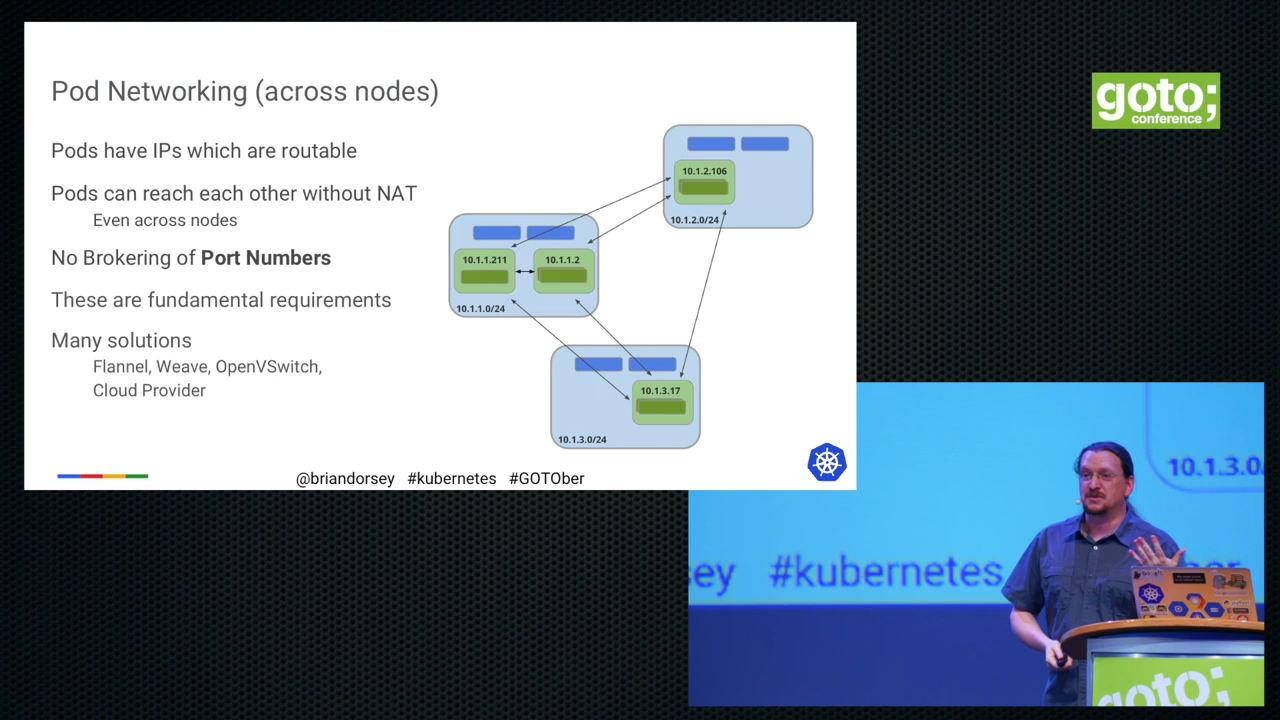 Pod Networking (across nodes)
Pods have IPs which are routable
Pods can reach each other without NAT
Even across nodes
No Brokering of Port Numbers
These are fundamental requirements
Many solutions
Flannel, Weave, OpenVSwitch,
Cloud Provider
10.1.2.106
10.1.2.0/24
10.1.1.211
10.1.1.2
10.1.1.0/24
10.1.3.17
10.1.3.0/24
@briandorsey #kubernetes #GOTOber
goto;
conference
10.1.3.0
sey #kubernetes
goto;